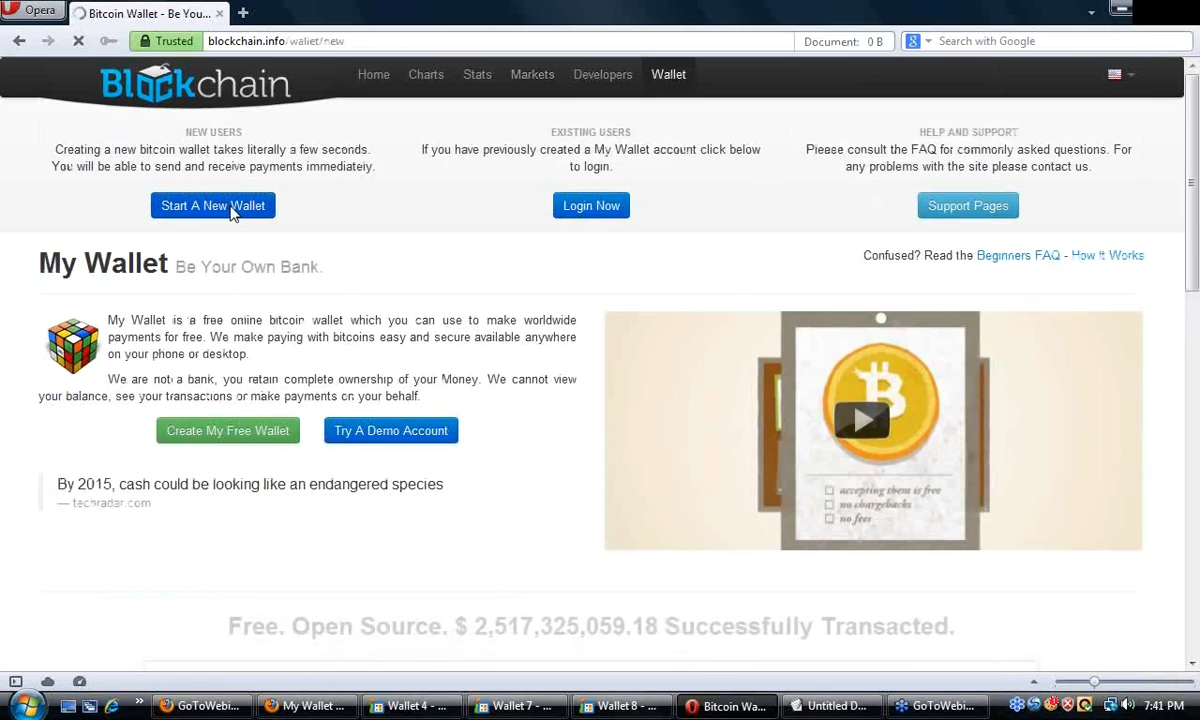 Opera
Bitcoin Wallet - Be You...
Trusted
blockchain.info/wallet/new
Document: 0 B
Search with Google
Blockchain
Home
Charts
Stats
Markets
Developers
Wallet
NEW USERS
Creating a new bitcoin wallet takes literally a few seconds.
You will be able to send and receive payments immediately.
Start A New Wallet
EXISTING USERS
If you have previously created a My Wallet account click below
to login.
Login Now
HELP AND SUPPORT
Please consult the FAQ for commonly asked questions. For
any problems with the site please contact us.
Support Pages
My Wallet Be Your Own Bank.
Confused? Read the Beginners FAQ - How It Works
My Wallet is a free online bitcoin wallet which you can use to make worldwide
payments for free. We make paying with bitcoins easy and secure available anywhere
on your phone or desktop.
We are not a bank, you retain complete ownership of your Money. We cannot view
your balance, see your transactions or make payments on your behalf.
Create My Free Wallet
Try A Demo Account
By 2015, cash could be looking like an endangered species
— techradar.com
accepting them is free
no chargebacks
no fees
Free. Open Source. $ 2,517,325,059.18 Successfully Transacted.
GoToWebi...
My Wallet ...
Wallet 4 - ...
Wallet 7 - ...
Wallet 8 - ...
Bitcoin Wa...
Untitled D...
GoToWebi...
7:41 PM